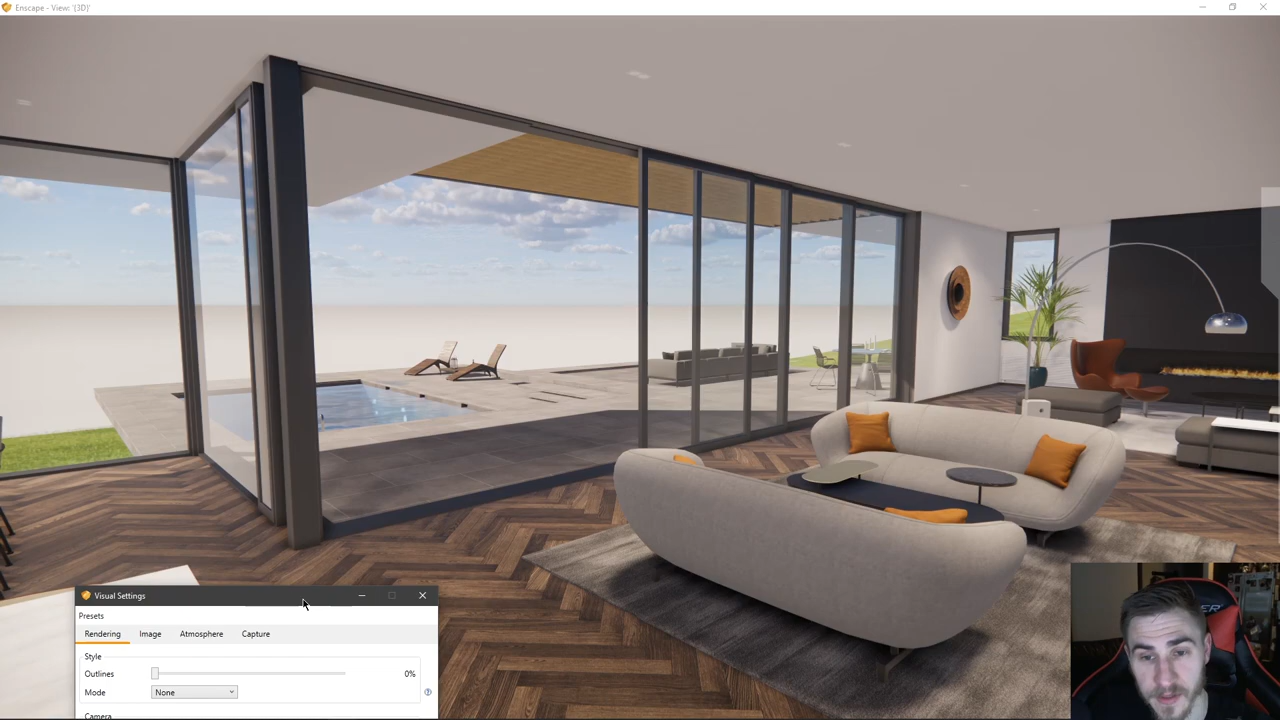 Enscape - View: '{3D}'
Visual Settings
Presets
Rendering Image Atmosphere Capture
Style
Outlines 0%
Mode None
Camera